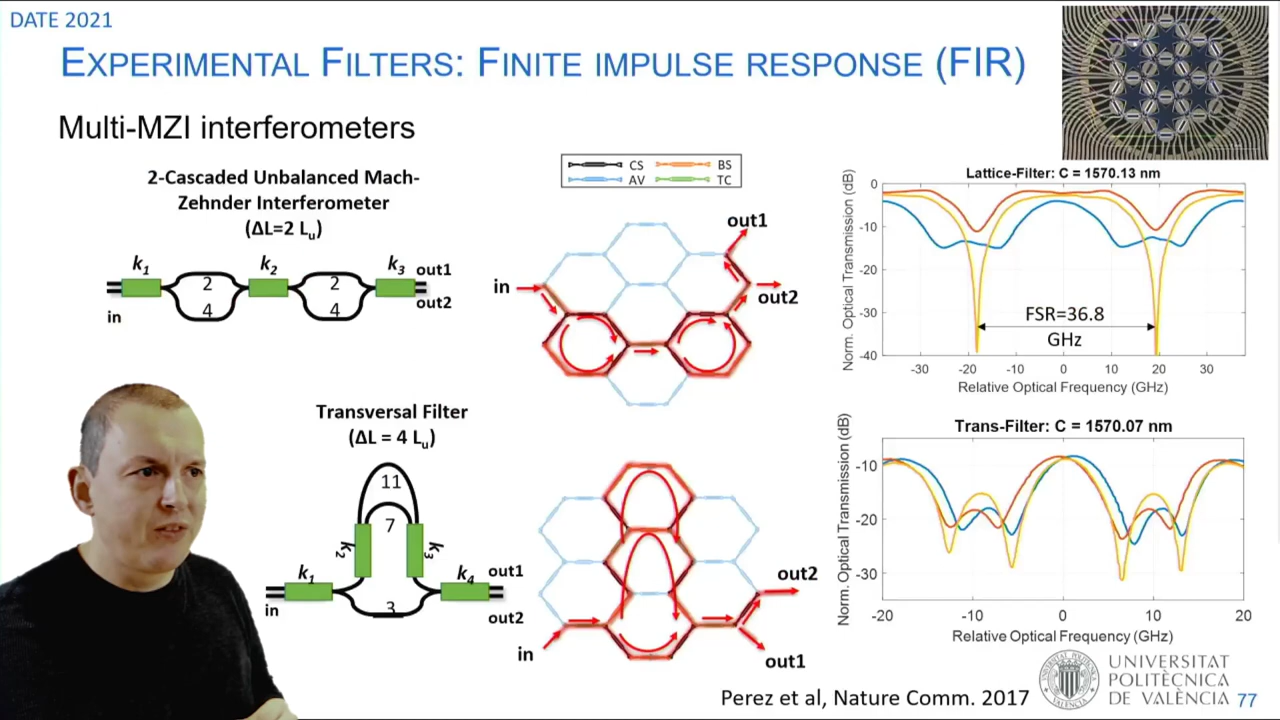 DATE 2021
EXPERIMENTAL FILTERS: FINITE IMPULSE RESPONSE (FIR)
Multi-MZI interferometers
2-Cascaded Unbalanced Mach-
Zehnder Interferometer
(ΔL=2 Lu)
k1
k2
k3
out1
2
2
4
4
out2
in
CS
BS
AV
TC
out1
in
out2
Lattice-Filter: C = 1570.13 nm
Norm. Optical Transmission (dB)
0
-10
-20
-30
-40
FSR=36.8
GHz
-30
-20
-10
0
10
20
30
Relative Optical Frequency (GHz)
Transversal Filter
(ΔL = 4 Lu)
11
7
k2
k3
k1
k4
out1
in
3
out2
out2
in
out1
Trans-Filter: C = 1570.07 nm
Norm. Optical Transmission (dB)
-10
-20
-30
-20
-10
0
10
20
Relative Optical Frequency (GHz)
Perez et al, Nature Comm. 2017
UNIVERSITAT
POLITÈCNICA
DE VALÈNCIA
77